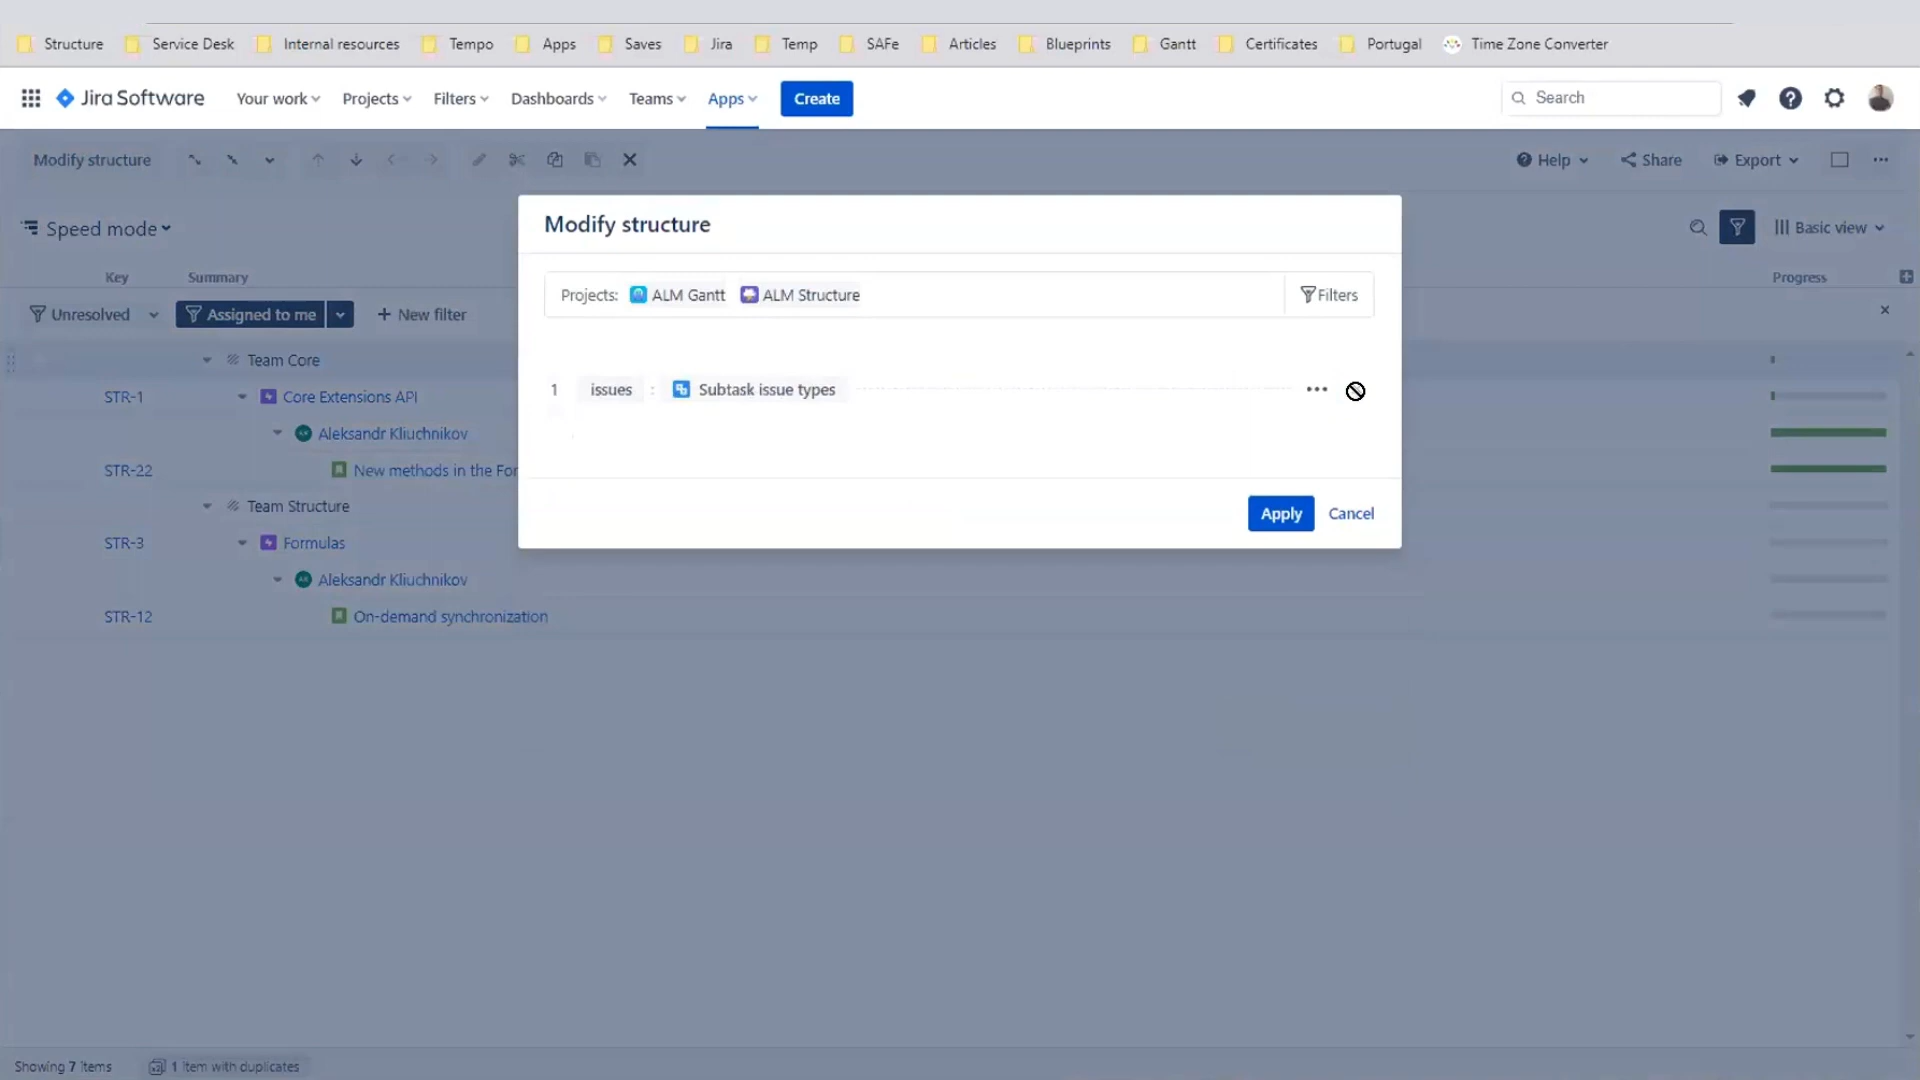 Structure Service Desk Internal resources Tempo Apps Saves Jira Temp SAFe Articles Blueprints Gantt Certificates Portugal Time Zone Converter
Jira Software Your work Projects Filters Dashboards Teams Apps Create Search
Modify structure Help Share Export
Speed mode Basic view
Key Summary Progress
Unresolved Assigned to me + New filter
Team Core
STR-1 Core Extensions API
Aleksandr Kliuchnikov
STR-22 New methods in the For
Team Structure
STR-3 Formulas
Aleksandr Kliuchnikov
STR-12 On-demand synchronization
Modify structure
Projects: ALM Gantt ALM Structure Filters
1 issues : Subtask issue types
Apply Cancel
Showing 7 items 1 item with duplicates